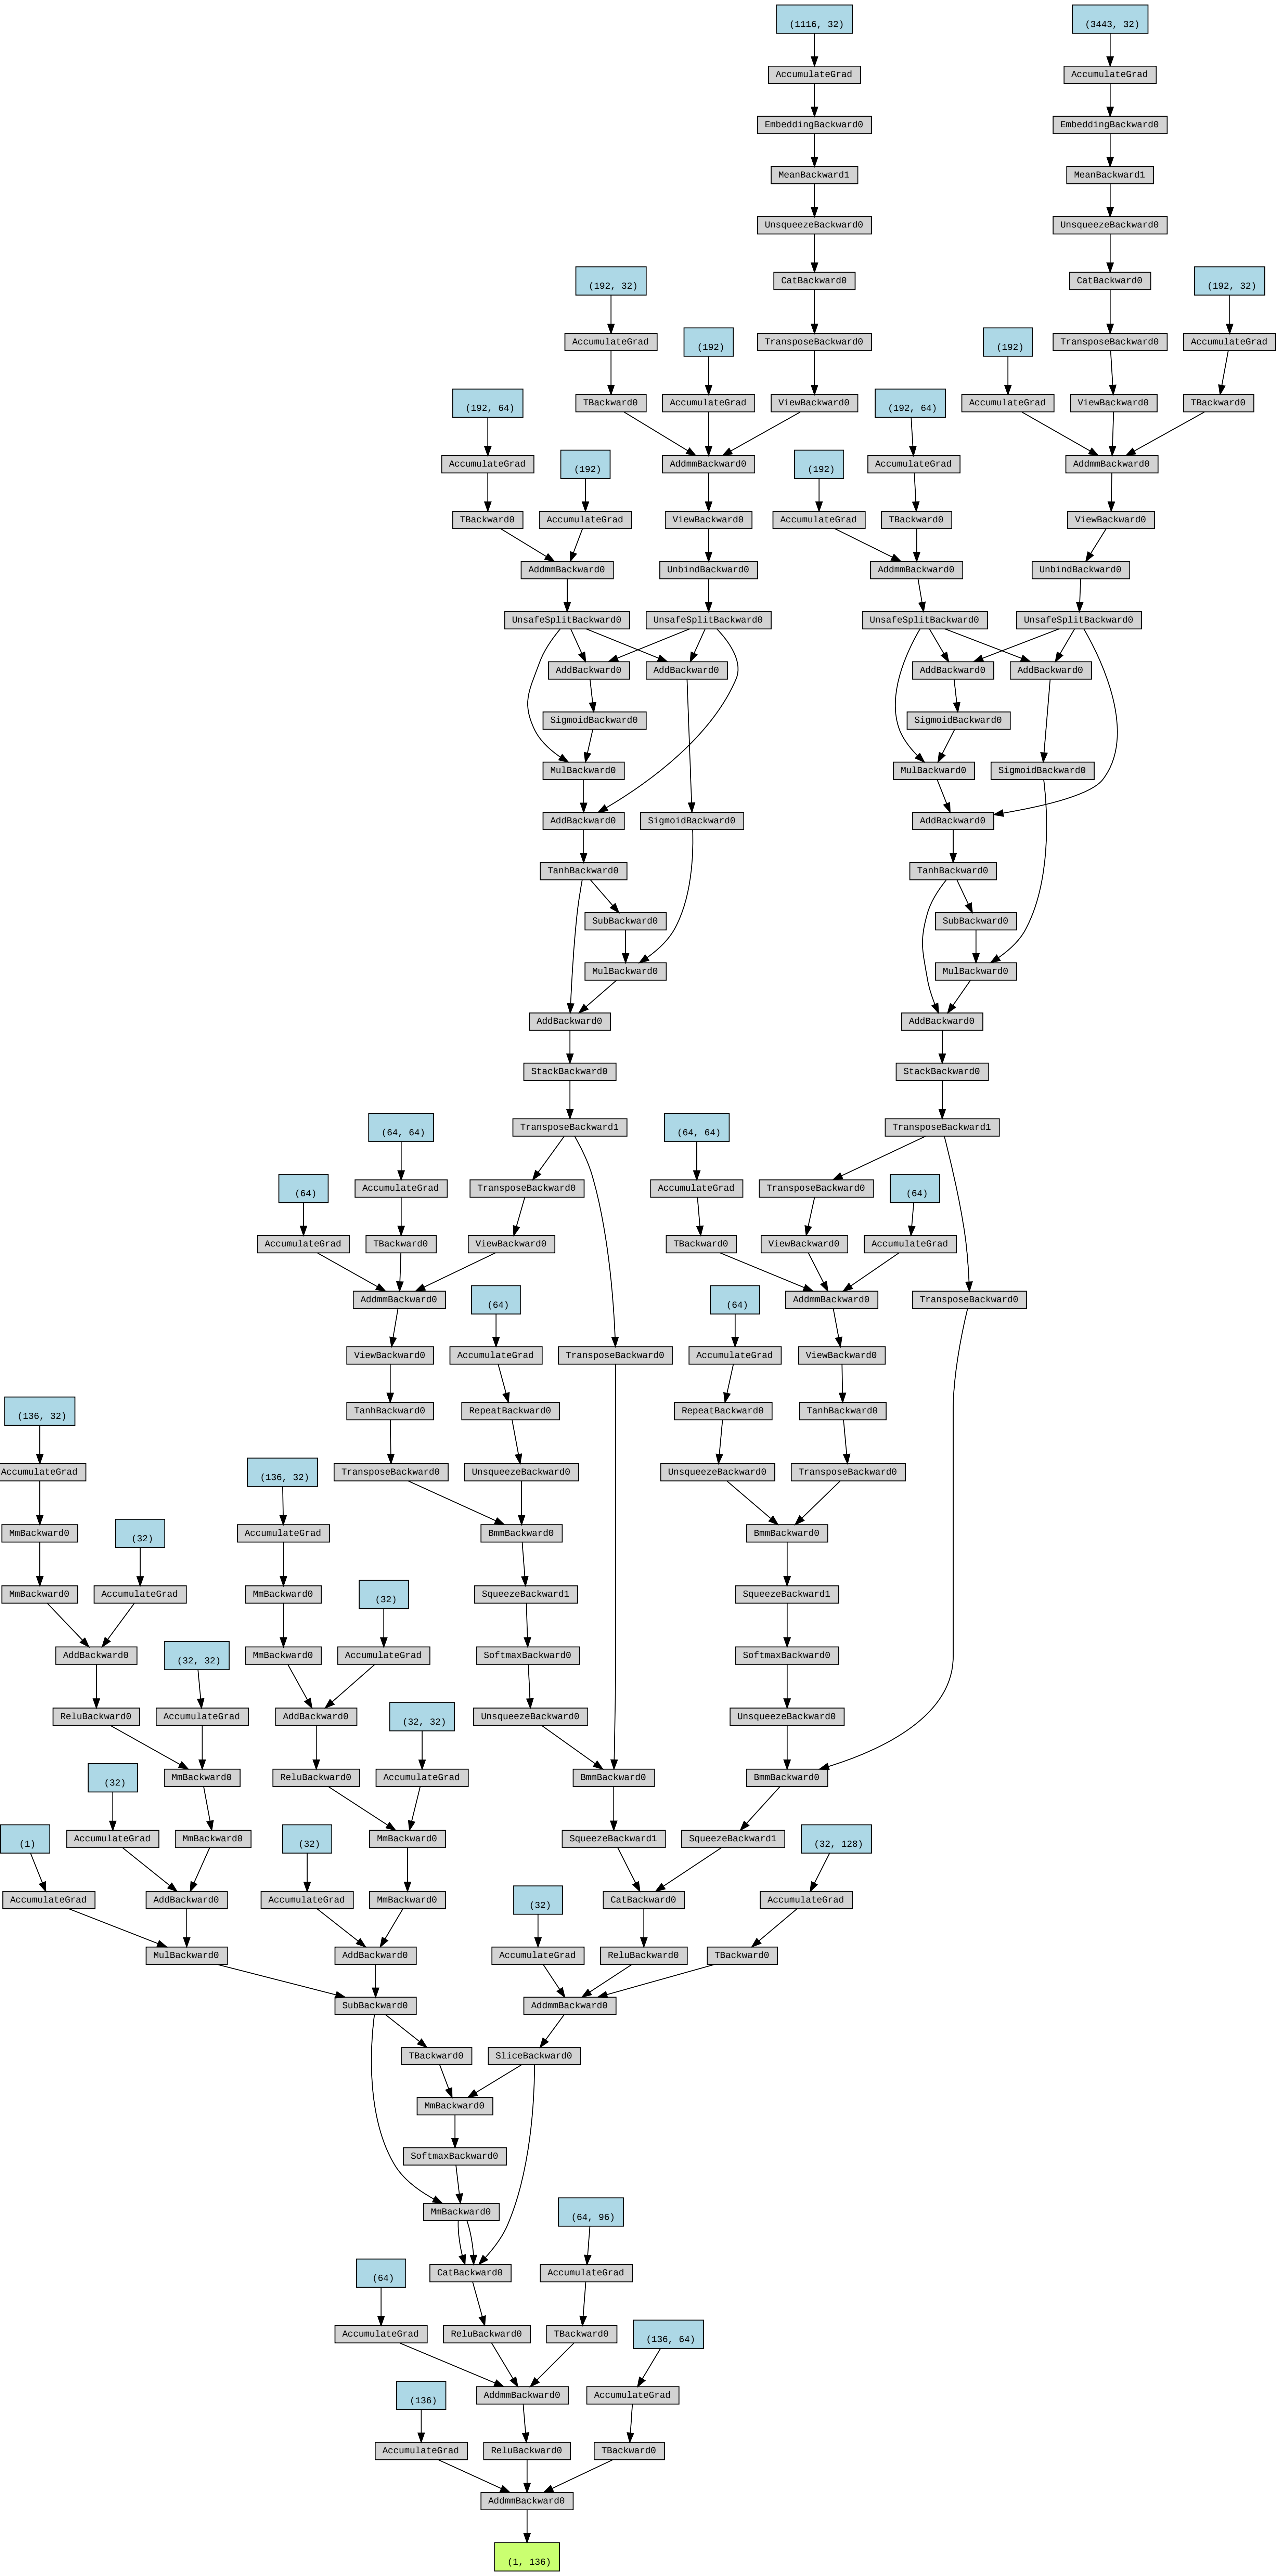 (1116, 32) (3443, 32)
AccumulateGrad AccumulateGrad
EmbeddingBackward0 EmbeddingBackward0
MeanBackward1 MeanBackward1
UnsqueezeBackward0 UnsqueezeBackward0
(192, 32) CatBackward0 CatBackward0 (192, 32)
AccumulateGrad (192) TransposeBackward0 (192) TransposeBackward0 AccumulateGrad
(192, 64) TBackward0 AccumulateGrad ViewBackward0 (192, 64) AccumulateGrad ViewBackward0 TBackward0
AccumulateGrad (192) AddmmBackward0 (192) AccumulateGrad AddmmBackward0
TBackward0 AccumulateGrad ViewBackward0 AccumulateGrad TBackward0 ViewBackward0
AddmmBackward0 UnbindBackward0 AddmmBackward0 UnbindBackward0
UnsafeSplitBackward0 UnsafeSplitBackward0 UnsafeSplitBackward0 UnsafeSplitBackward0
AddBackward0 AddBackward0 AddBackward0 AddBackward0
SigmoidBackward0 SigmoidBackward0
MulBackward0 MulBackward0 SigmoidBackward0
AddBackward0 SigmoidBackward0 AddBackward0
TanhBackward0 TanhBackward0
SubBackward0 SubBackward0
MulBackward0 MulBackward0
AddBackward0 AddBackward0
StackBackward0 StackBackward0
(64, 64) TransposeBackward1 (64, 64) TransposeBackward1
(64) AccumulateGrad TransposeBackward0 AccumulateGrad TransposeBackward0 (64)
AccumulateGrad TBackward0 ViewBackward0 TBackward0 ViewBackward0 AccumulateGrad
AddmmBackward0 (64) (64) AddmmBackward0 TransposeBackward0
ViewBackward0 AccumulateGrad TransposeBackward0 AccumulateGrad ViewBackward0
(136, 32) TanhBackward0 RepeatBackward0 RepeatBackward0 TanhBackward0
AccumulateGrad (136, 32) TransposeBackward0 UnsqueezeBackward0 UnsqueezeBackward0 TransposeBackward0
MmBackward0 (32) AccumulateGrad BmmBackward0 BmmBackward0
MmBackward0 AccumulateGrad MmBackward0 (32) SqueezeBackward1 SqueezeBackward1
AddBackward0 (32, 32) MmBackward0 AccumulateGrad SoftmaxBackward0 SoftmaxBackward0
ReluBackward0 AccumulateGrad AddBackward0 (32, 32) UnsqueezeBackward0 UnsqueezeBackward0
(32) MmBackward0 ReluBackward0 AccumulateGrad BmmBackward0 BmmBackward0
(1) AccumulateGrad MmBackward0 (32) MmBackward0 SqueezeBackward1 SqueezeBackward1 (32, 128)
AccumulateGrad AddBackward0 AccumulateGrad MmBackward0 (32) CatBackward0 AccumulateGrad
MulBackward0 AddBackward0 AccumulateGrad ReluBackward0 TBackward0
SubBackward0 AddmmBackward0
TBackward0 SliceBackward0
MmBackward0
SoftmaxBackward0
MmBackward0 (64, 96)
(64) CatBackward0 AccumulateGrad
AccumulateGrad ReluBackward0 TBackward0 (136, 64)
(136) AddmmBackward0 AccumulateGrad
AccumulateGrad ReluBackward0 TBackward0
AddmmBackward0
(1, 136)